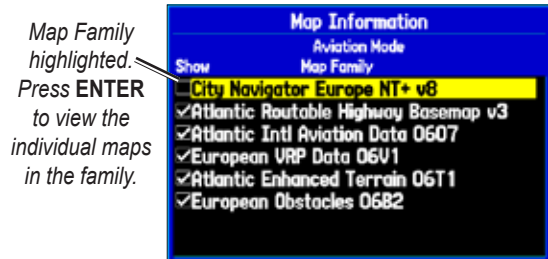 Map Family
highlighted.
Press ENTER
to view the
individual maps
in the family.
Map Information
Aviation Mode
Show Map Family
City Navigator Europe NT+ v8
Atlantic Routable Highway Basemap v3
Atlantic Intl Aviation Data 0607
European VRP Data 06V1
Atlantic Enhanced Terrain 06T1
European Obstacles 06B2